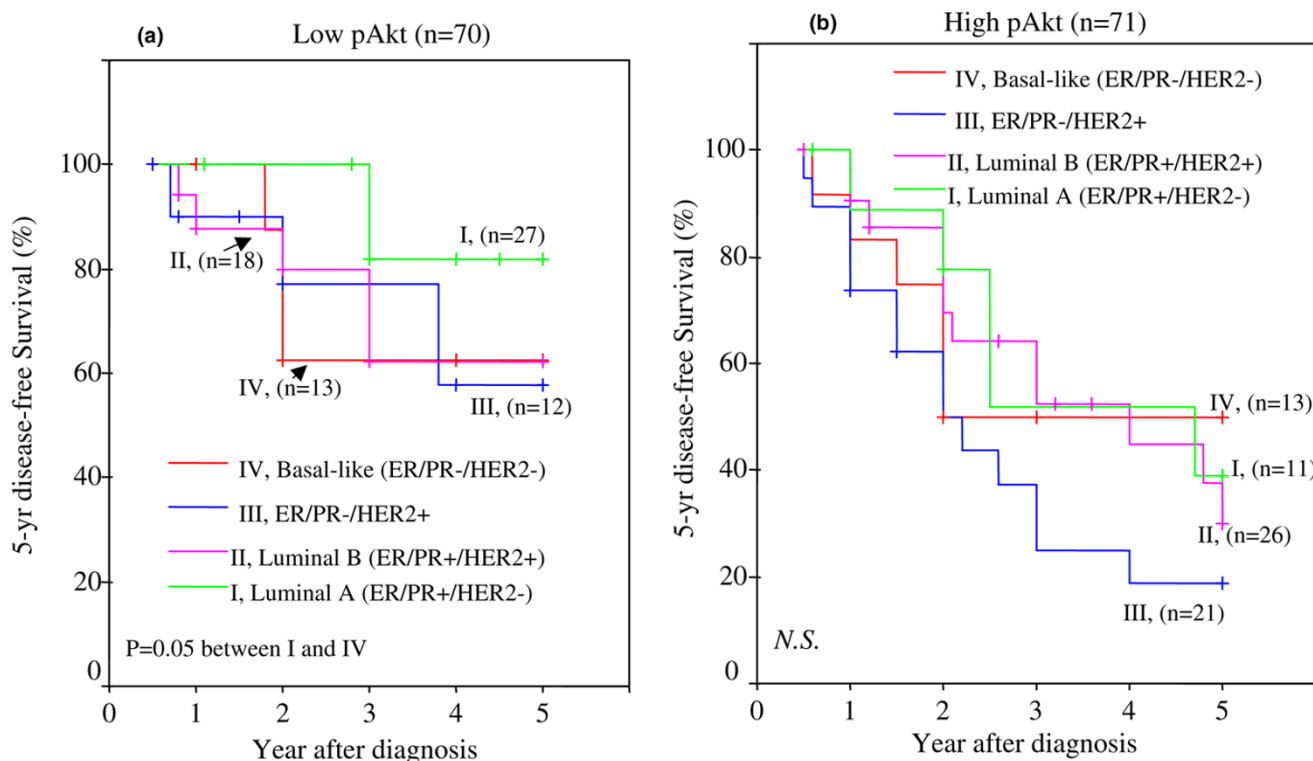 (a) Low pAkt (n=70)
5-yr disease-free Survival (%)
100
80
60
40
20
0
I, (n=27)
II, (n=18)
IV, (n=13)
III, (n=12)
IV, Basal-like (ER/PR-/HER2-)
III, ER/PR-/HER2+
II, Luminal B (ER/PR+/HER2+)
I, Luminal A (ER/PR+/HER2-)
P=0.05 between I and IV
0 1 2 3 4 5
Year after diagnosis
(b) High pAkt (n=71)
IV, Basal-like (ER/PR-/HER2-)
III, ER/PR-/HER2+
II, Luminal B (ER/PR+/HER2+)
I, Luminal A (ER/PR+/HER2-)
5-yr disease-free Survival (%)
100
80
60
40
20
0
IV, (n=13)
I, (n=11)
II, (n=26)
III, (n=21)
N.S.
0 1 2 3 4 5
Year after diagnosis